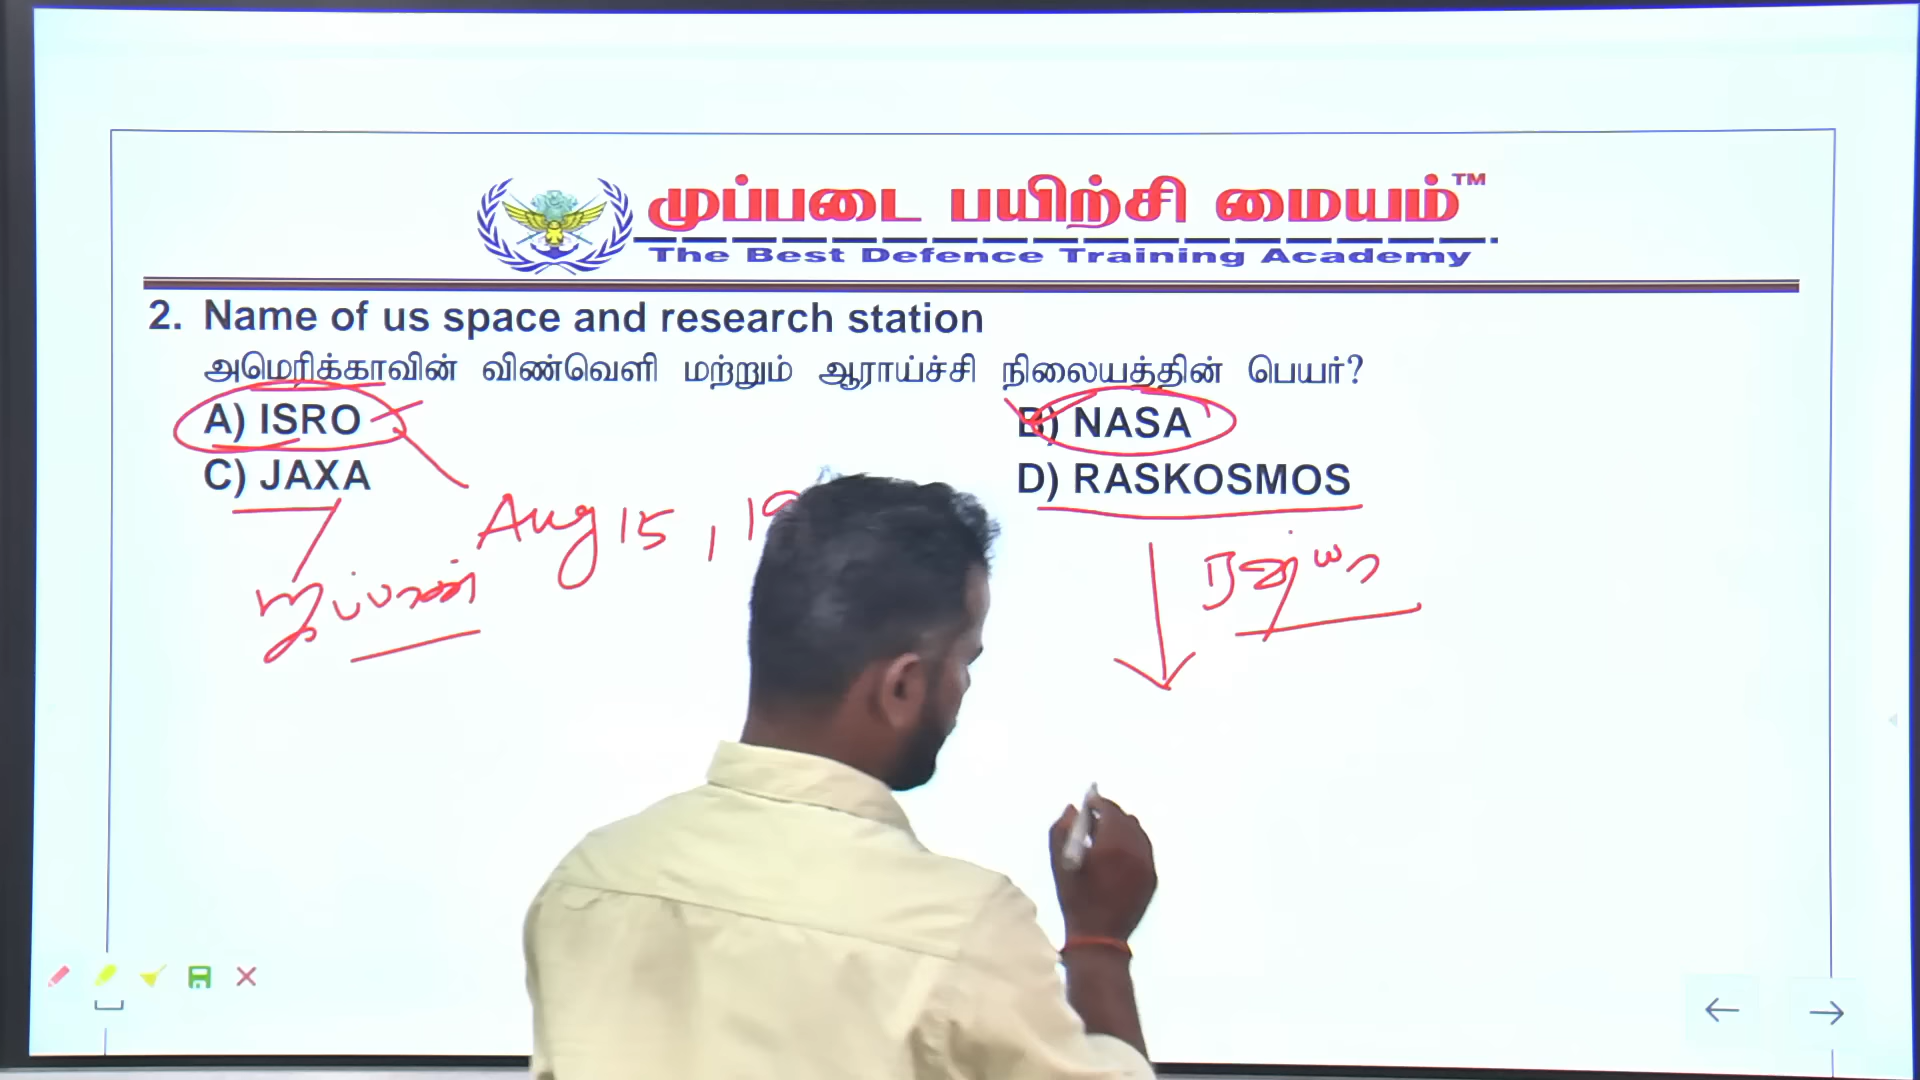 முப்படை பயிற்சி மையம்™
The Best Defence Training Academy
2. Name of us space and research station
அமெரிக்காவின் விண்வெளி மற்றும் ஆராய்ச்சி நிலையத்தின் பெயர்?
A) ISRO B) NASA
C) JAXA D) RASKOSMOS
Aug 15, 19
ஜப்பான்
ரஷ்யா